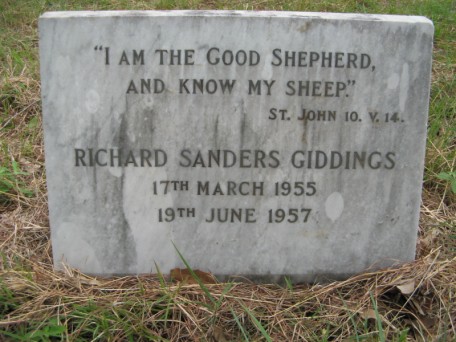 “I AM THE GOOD SHEPHERD,
AND KNOW MY SHEEP.”
ST. JOHN 10. V. 14.
RICHARD SANDERS GIDDINGS
17TH MARCH 1955
19TH JUNE 1957